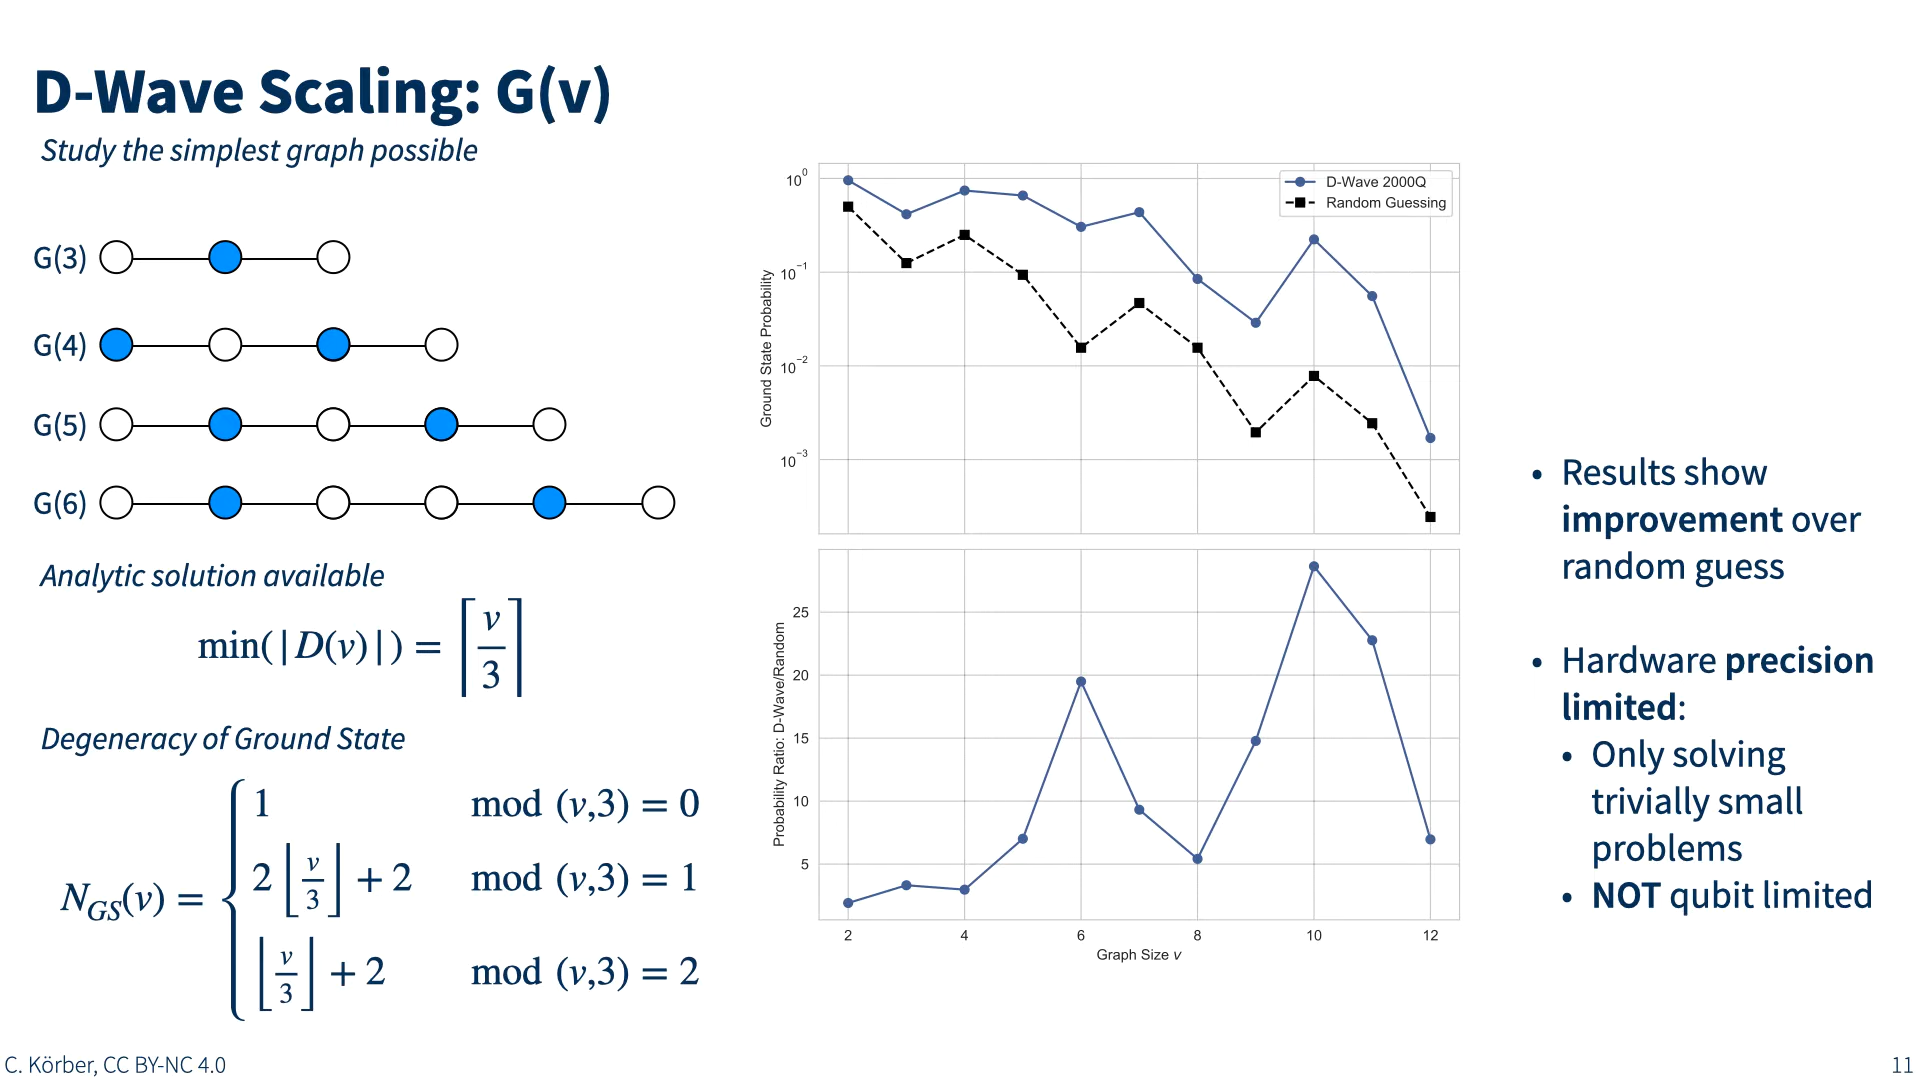 D-Wave Scaling: G(v)
Study the simplest graph possible
G(3)
G(4)
G(5)
G(6)
Analytic solution available
min(|D(v)|) = ⌈v/3⌉
Degeneracy of Ground State
N_GS(v) = { 1 mod (v,3) = 0
2⌊v/3⌋ + 2 mod (v,3) = 1
⌊v/3⌋ + 2 mod (v,3) = 2
Ground State Probability
10⁰
10⁻¹
10⁻²
10⁻³
D-Wave 2000Q
Random Guessing
Probability Ratio: D-Wave/Random
25
20
15
10
5
2 4 6 8 10 12
Graph Size v
• Results show
improvement over
random guess
• Hardware precision
limited:
• Only solving
trivially small
problems
• NOT qubit limited
C. Körber, CC BY-NC 4.0
11